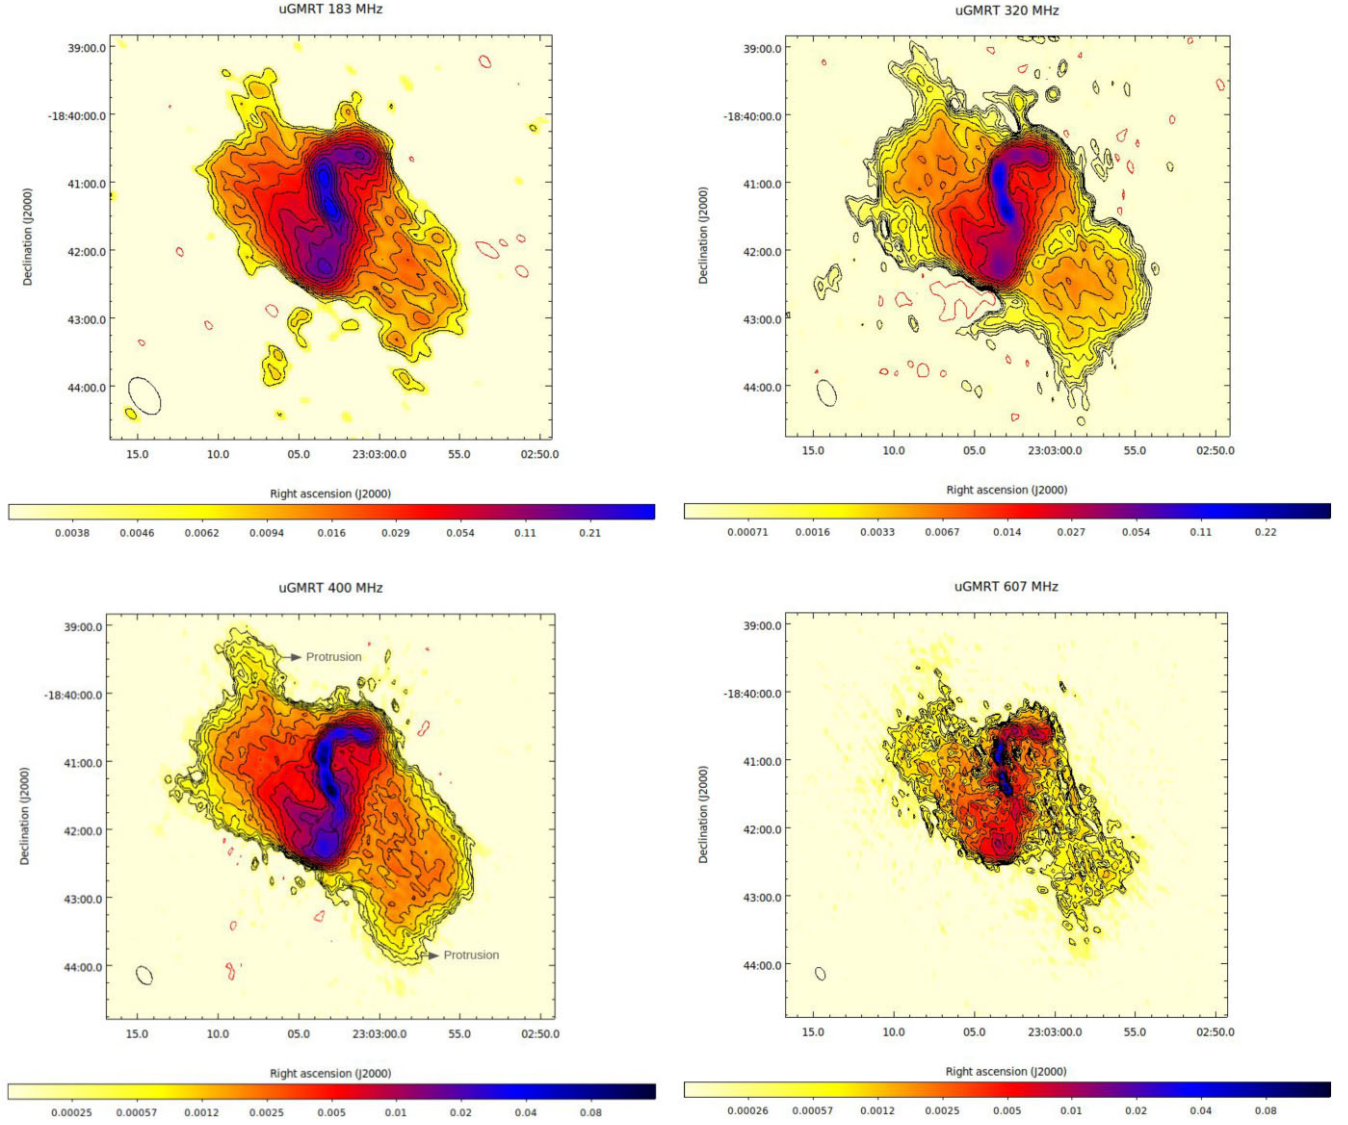 uGMRT 183 MHz
39:00.0
-18:40:00.0
41:00.0
42:00.0
43:00.0
44:00.0
Declination (J2000)
15.0 10.0 05.0 23:03:00.0 55.0 02:50.0
Right ascension (J2000)
0.0038 0.0046 0.0062 0.0094 0.016 0.029 0.054 0.11 0.21
uGMRT 320 MHz
39:00.0
-18:40:00.0
41:00.0
42:00.0
43:00.0
44:00.0
Declination (J2000)
15.0 10.0 05.0 23:03:00.0 55.0 02:50.0
Right ascension (J2000)
0.00071 0.0016 0.0033 0.0067 0.014 0.027 0.054 0.11 0.22
uGMRT 400 MHz
39:00.0
Protrusion
-18:40:00.0
41:00.0
42:00.0
43:00.0
Protrusion
44:00.0
Declination (J2000)
15.0 10.0 05.0 23:03:00.0 55.0 02:50.0
Right ascension (J2000)
0.00025 0.00057 0.0012 0.0025 0.005 0.01 0.02 0.04 0.08
uGMRT 607 MHz
39:00.0
-18:40:00.0
41:00.0
42:00.0
43:00.0
44:00.0
Declination (J2000)
15.0 10.0 05.0 23:03:00.0 55.0 02:50.0
Right ascension (J2000)
0.00026 0.00057 0.0012 0.0025 0.005 0.01 0.02 0.04 0.08